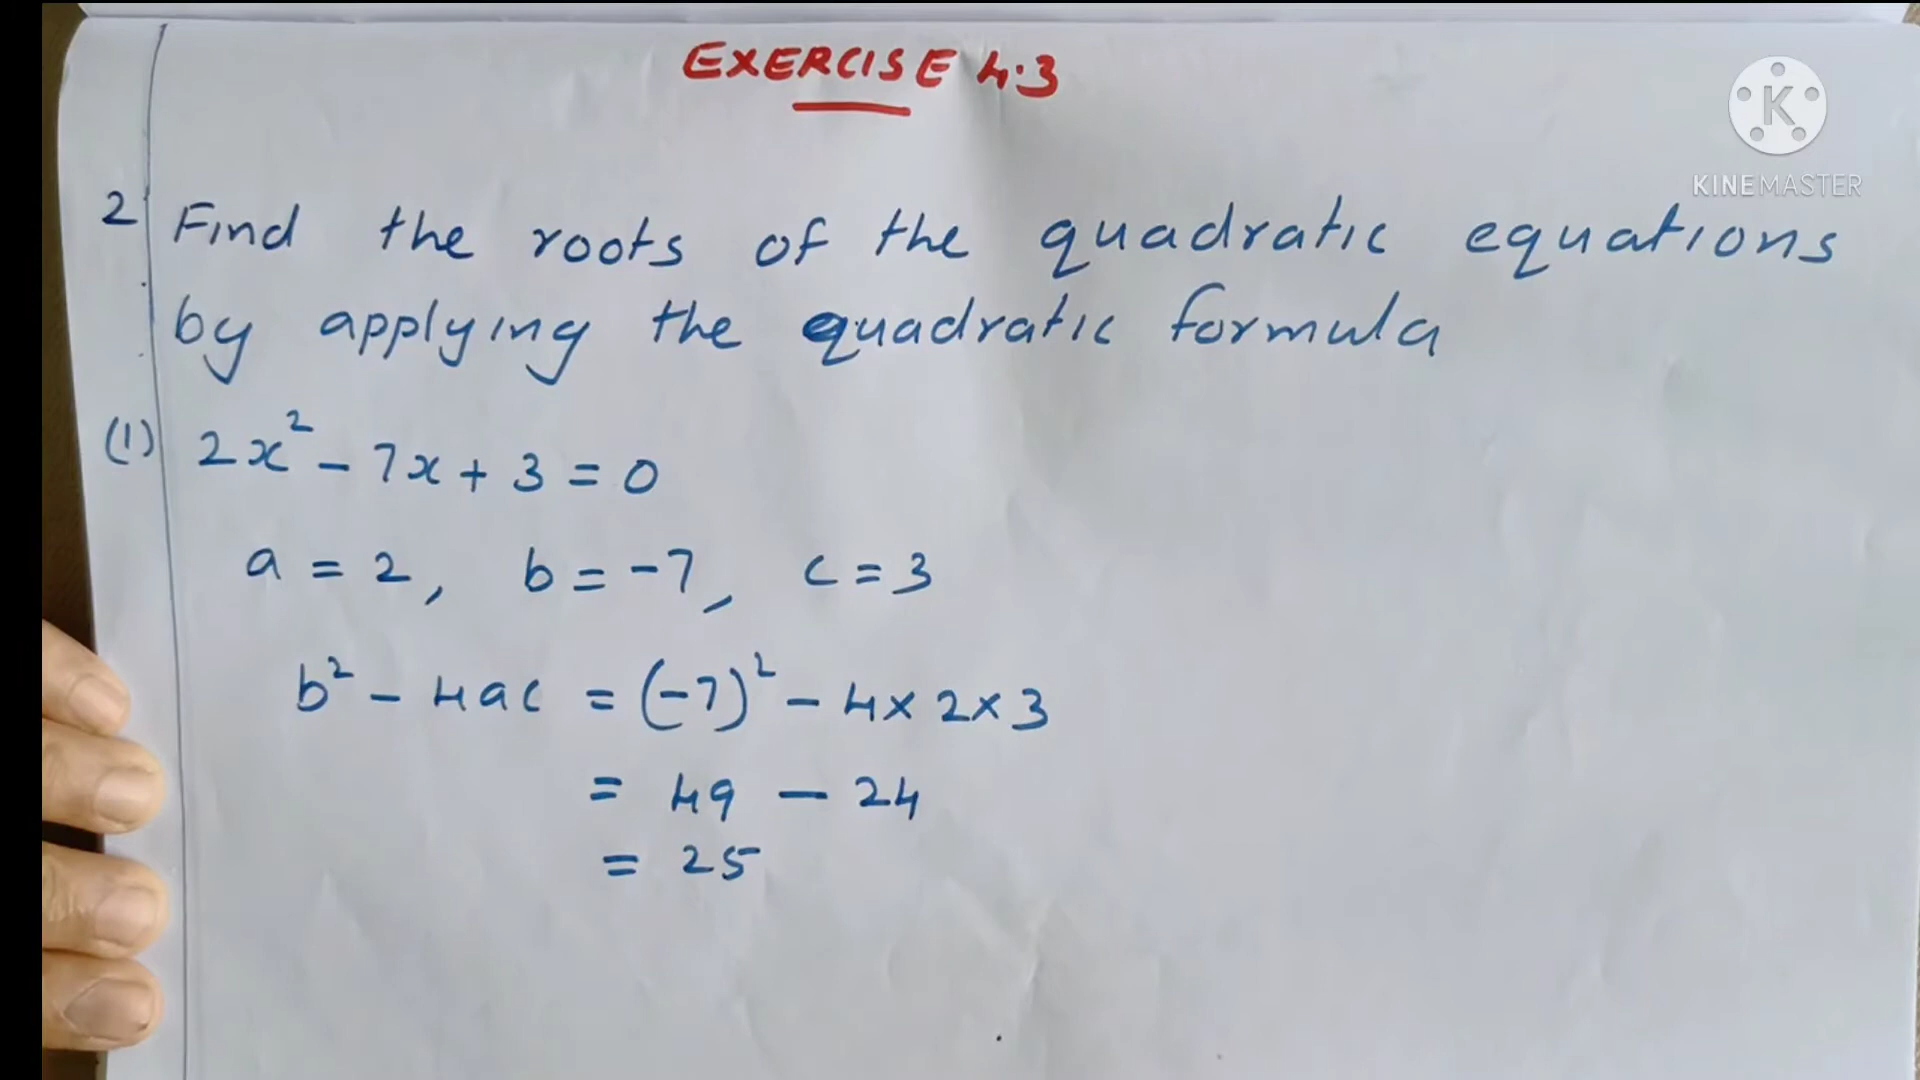 EXERCISE 4.3
K
KINEMASTER
2 Find the roots of the quadratic equations
by applying the quadratic formula
(1) 2x² - 7x + 3 = 0
a = 2, b = -7, c = 3
b² - 4ac = (-7)² - 4 x 2 x 3
= 49 - 24
= 25